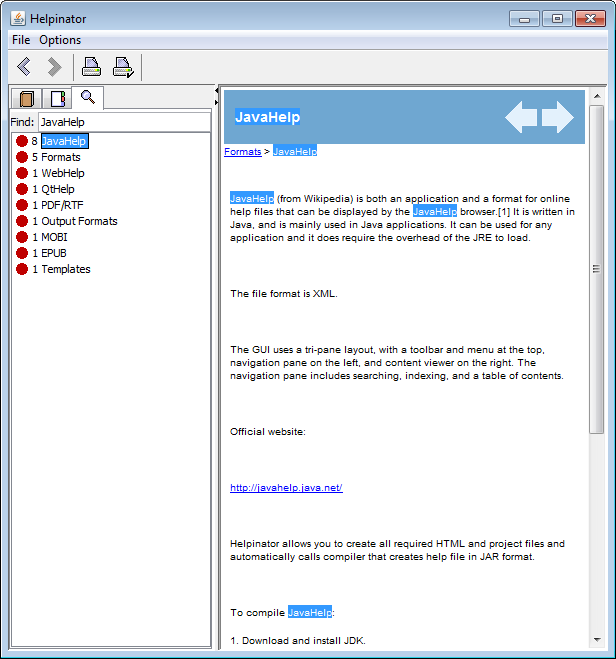 Helpinator
File Options
Find: JavaHelp
8 JavaHelp
5 Formats
1 WebHelp
1 QtHelp
1 PDF/RTF
1 Output Formats
1 MOBI
1 EPUB
1 Templates
JavaHelp
Formats > JavaHelp
JavaHelp (from Wikipedia) is both an application and a format for online
help files that can be displayed by the JavaHelp browser.[1] It is written in
Java, and is mainly used in Java applications. It can be used for any
application and it does require the overhead of the JRE to load.
The file format is XML.
The GUI uses a tri-pane layout, with a toolbar and menu at the top,
navigation pane on the left, and content viewer on the right. The
navigation pane includes searching, indexing, and a table of contents.
Official website:
http://javahelp.java.net/
Helpinator allows you to create all required HTML and project files and
automatically calls compiler that creates help file in JAR format.
To compile JavaHelp:
1. Download and install JDK.